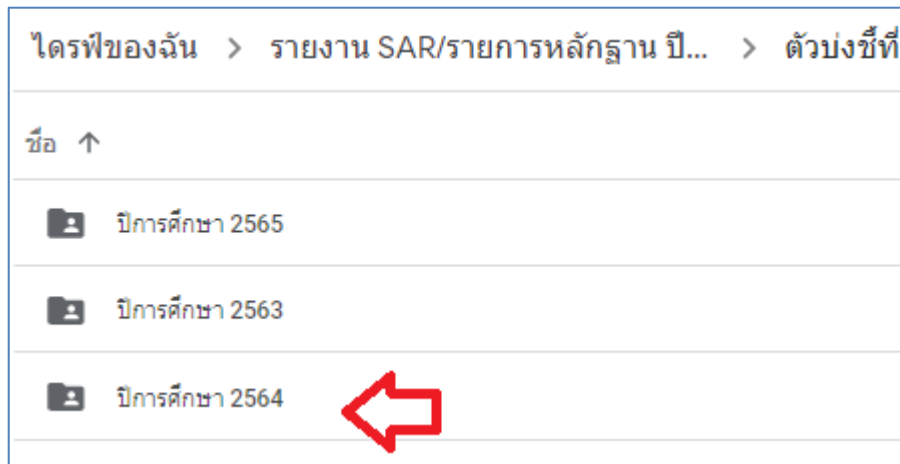 ไดรฟ์ของฉัน > รายงาน SAR/รายการหลักฐาน ปี... > ตัวบ่งชี้ที่
ชื่อ ↑
ปีการศึกษา 2565
ปีการศึกษา 2563
ปีการศึกษา 2564